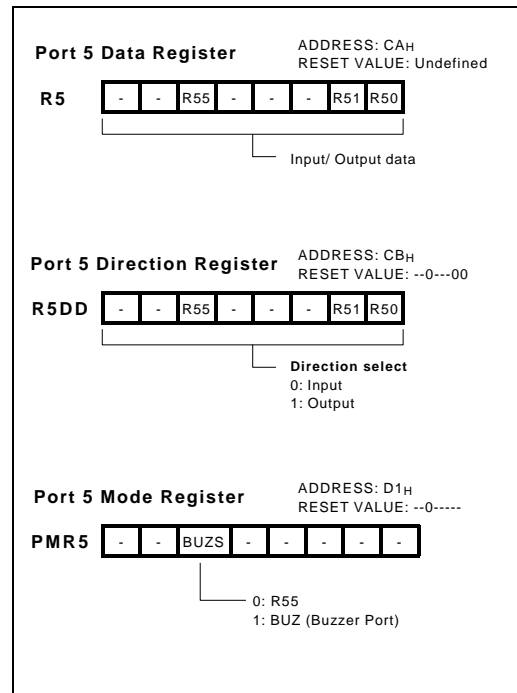 Port 5 Data Register
ADDRESS: CAH
RESET VALUE: Undefined
R5 - - R55 - - - R51 R50
Input/ Output data
Port 5 Direction Register
ADDRESS: CBH
RESET VALUE: --0---00
R5DD - - R55 - - - R51 R50
Direction select
0: Input
1: Output
Port 5 Mode Register
ADDRESS: D1H
RESET VALUE: --0-----
PMR5 - - BUZS - - - - -
0: R55
1: BUZ (Buzzer Port)